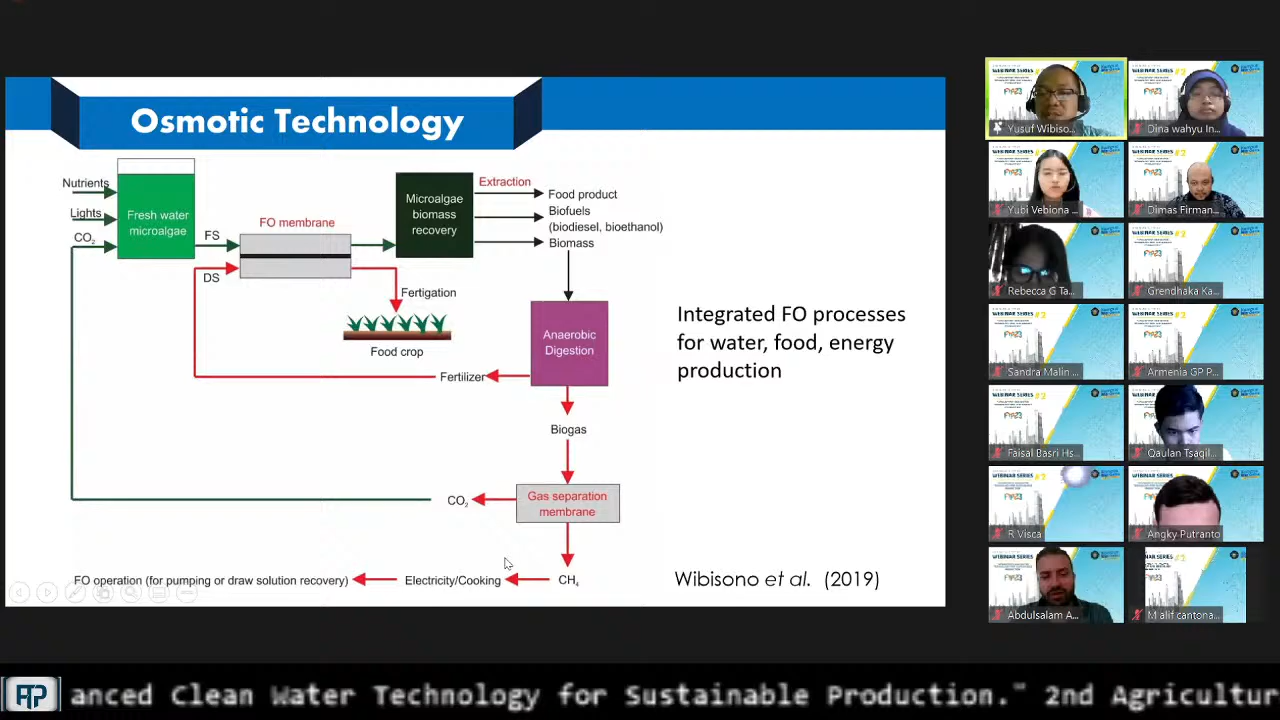 Osmotic Technology
Nutrients
Lights
CO₂
Fresh water
microalgae
FS
DS
FO membrane
Microalgae
biomass
recovery
Extraction
Food product
Biofuels
(biodiesel, bioethanol)
Biomass
Fertigation
Food crop
Anaerobic
Digestion
Fertilizer
Biogas
Gas separation
membrane
CO₂
CH₄
Electricity/Cooking
FO operation (for pumping or draw solution recovery)
Integrated FO processes
for water, food, energy
production
Wibisono et al. (2019)
WEBINAR SERIES #2
Yusuf Wibiso...
Dina wahyu In...
Yubi Vebiona ...
Dimas Firman...
Rebecca G Ta...
Grendhaka Ka...
Sandra Malin ...
Armenia GP P...
Faisal Basri Hs...
Qaulan Tsaqil...
R Visca
Angky Putranto
Abdulsalam A...
M alif cantona...
anced Clean Water Technology for Sustainable Production." 2nd Agricultur